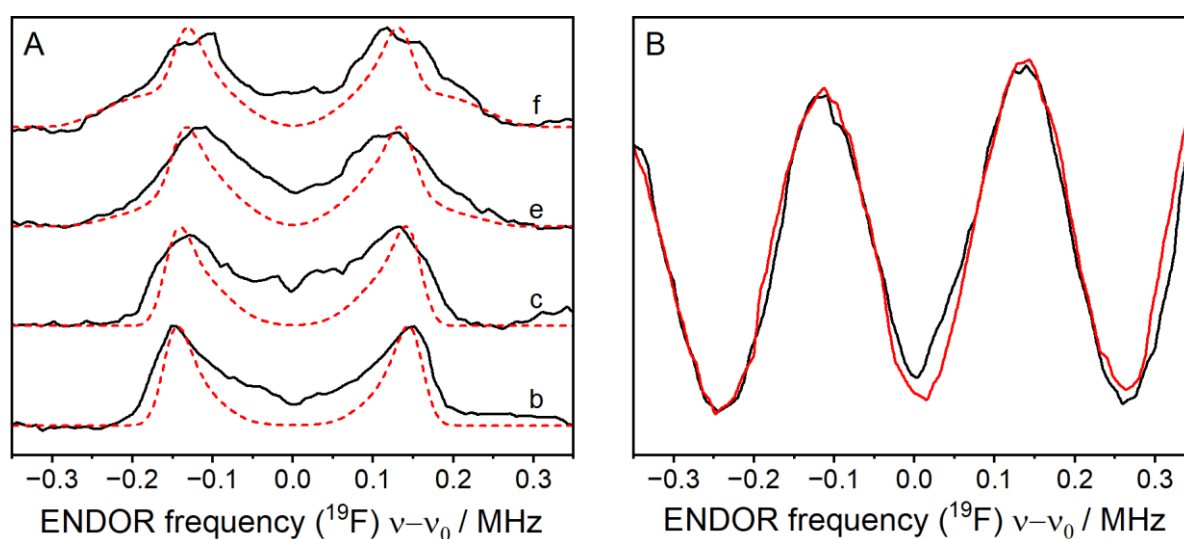 A
f
e
c
b
−0.3 −0.2 −0.1 0.0 0.1 0.2 0.3
ENDOR frequency (¹⁹F) ν−ν₀ / MHz
B
−0.3 −0.2 −0.1 0.0 0.1 0.2 0.3
ENDOR frequency (¹⁹F) ν−ν₀ / MHz